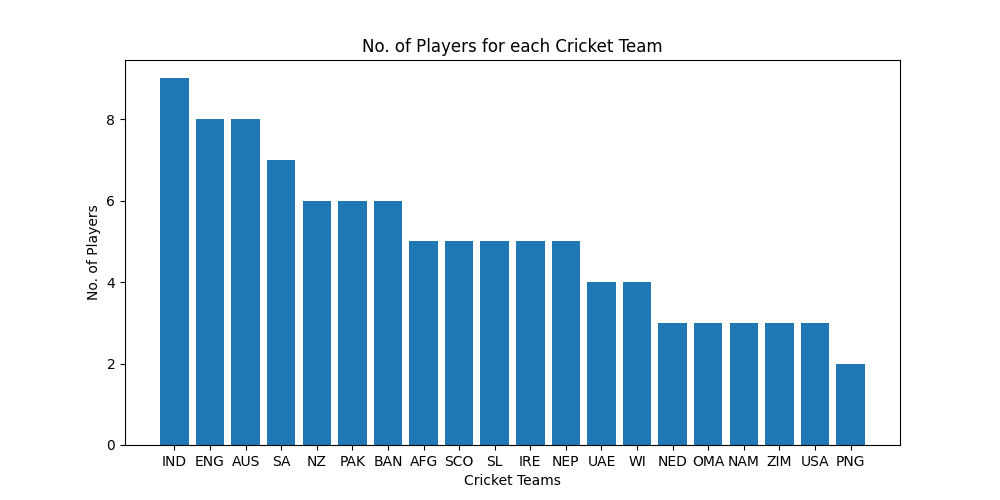 No. of Players for each Cricket Team
No. of Players
8
6
4
2
0
IND ENG AUS SA NZ PAK BAN AFG SCO SL IRE NEP UAE WI NED OMA NAM ZIM USA PNG
Cricket Teams